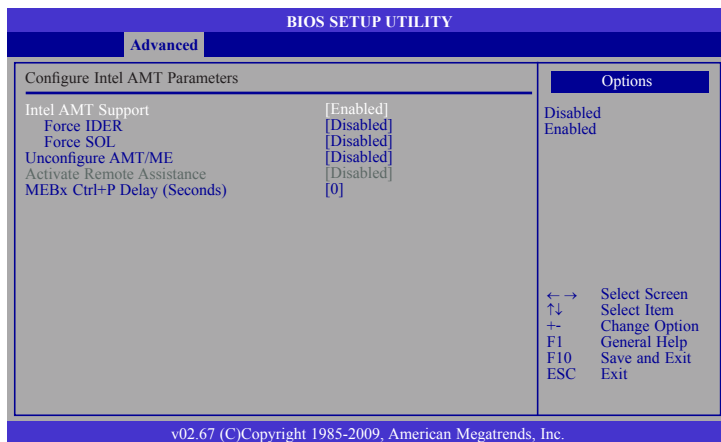 BIOS SETUP UTILITY
Advanced
Configure Intel AMT Parameters
Intel AMT Support [Enabled]
Force IDER [Disabled]
Force SOL [Disabled]
Unconfigure AMT/ME [Disabled]
Activate Remote Assistance [Disabled]
MEBx Ctrl+P Delay (Seconds) [0]
Options
Disabled
Enabled
←→ Select Screen
↑↓ Select Item
+- Change Option
F1 General Help
F10 Save and Exit
ESC Exit
v02.67 (C)Copyright 1985-2009, American Megatrends, Inc.